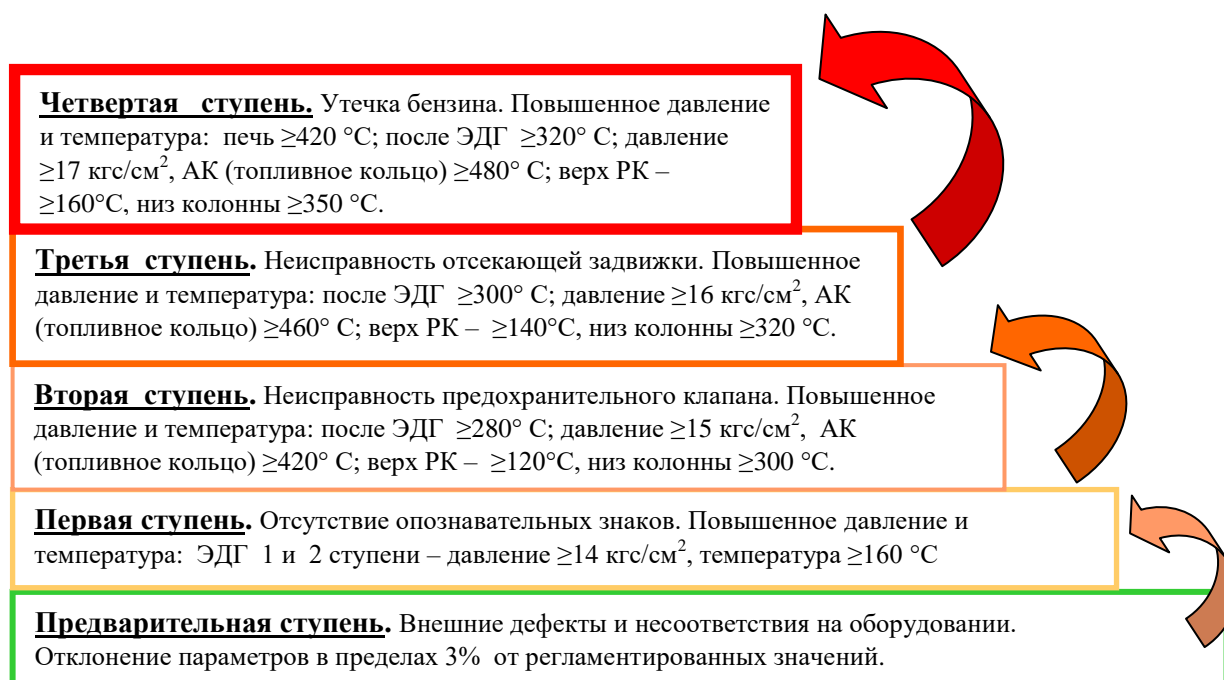 Четвертая ступень. Утечка бензина. Повышенное давление
и температура: печь ≥420 °С; после ЭДГ ≥320° С; давление
≥17 кгс/см², АК (топливное кольцо) ≥480° С; верх РК –
≥160°С, низ колонны ≥350 °С.
Третья ступень. Неисправность отсекающей задвижки. Повышенное
давление и температура: после ЭДГ ≥300° С; давление ≥16 кгс/см², АК
(топливное кольцо) ≥460° С; верх РК – ≥140°С, низ колонны ≥320 °С.
Вторая ступень. Неисправность предохранительного клапана. Повышенное
давление и температура: после ЭДГ ≥280° С; давление ≥15 кгс/см², АК
(топливное кольцо) ≥420° С; верх РК – ≥120°С, низ колонны ≥300 °С.
Первая ступень. Отсутствие опознавательных знаков. Повышенное давление и
температура: ЭДГ 1 и 2 ступени – давление ≥14 кгс/см², температура ≥160 °С
Предварительная ступень. Внешние дефекты и несоответствия на оборудовании.
Отклонение параметров в пределах 3% от регламентированных значений.